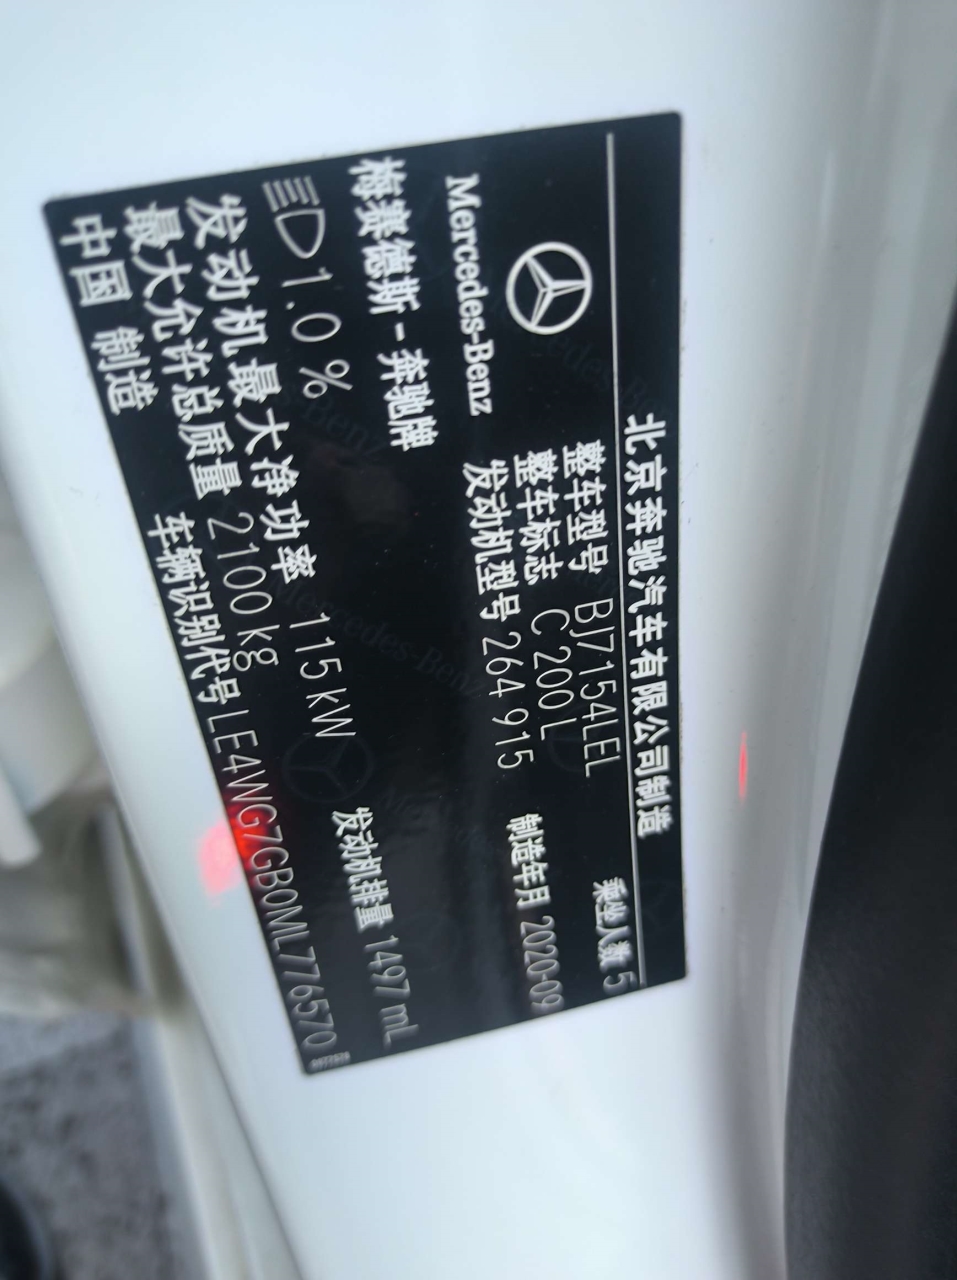 北京奔驰汽车有限公司制造
整车型号 BJ7154LEL
乘坐人数 5
整车标志 C 200L
发动机型号 264 915
制造年月 2020-09
Mercedes-Benz
梅赛德斯-奔驰牌
1.0 %
发动机排量 1497 mL
发动机最大净功率 115 kW
最大允许总质量 2100 kg
中国 制造
车辆识别代号 LE4WG7GB0ML776570